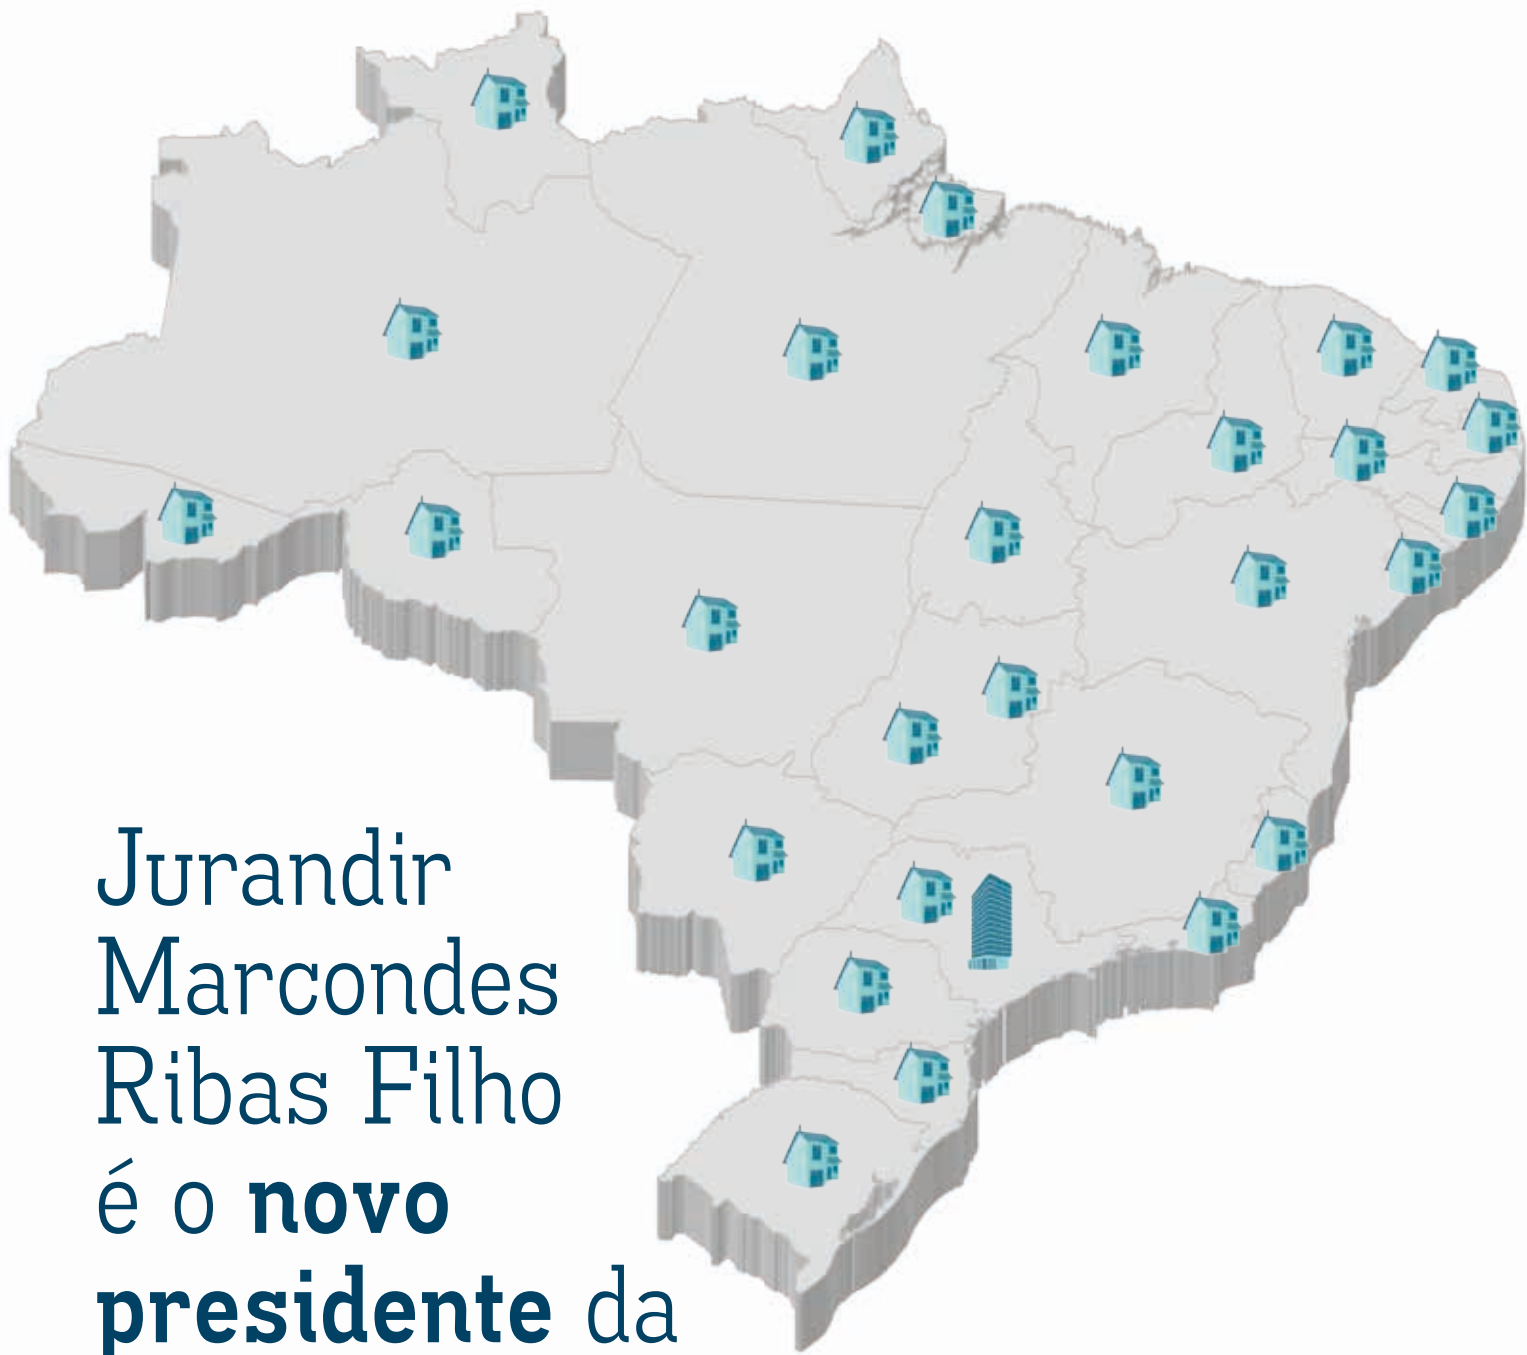 Jurandir
Marcondes
Ribas Filho
é o novo
presidente da